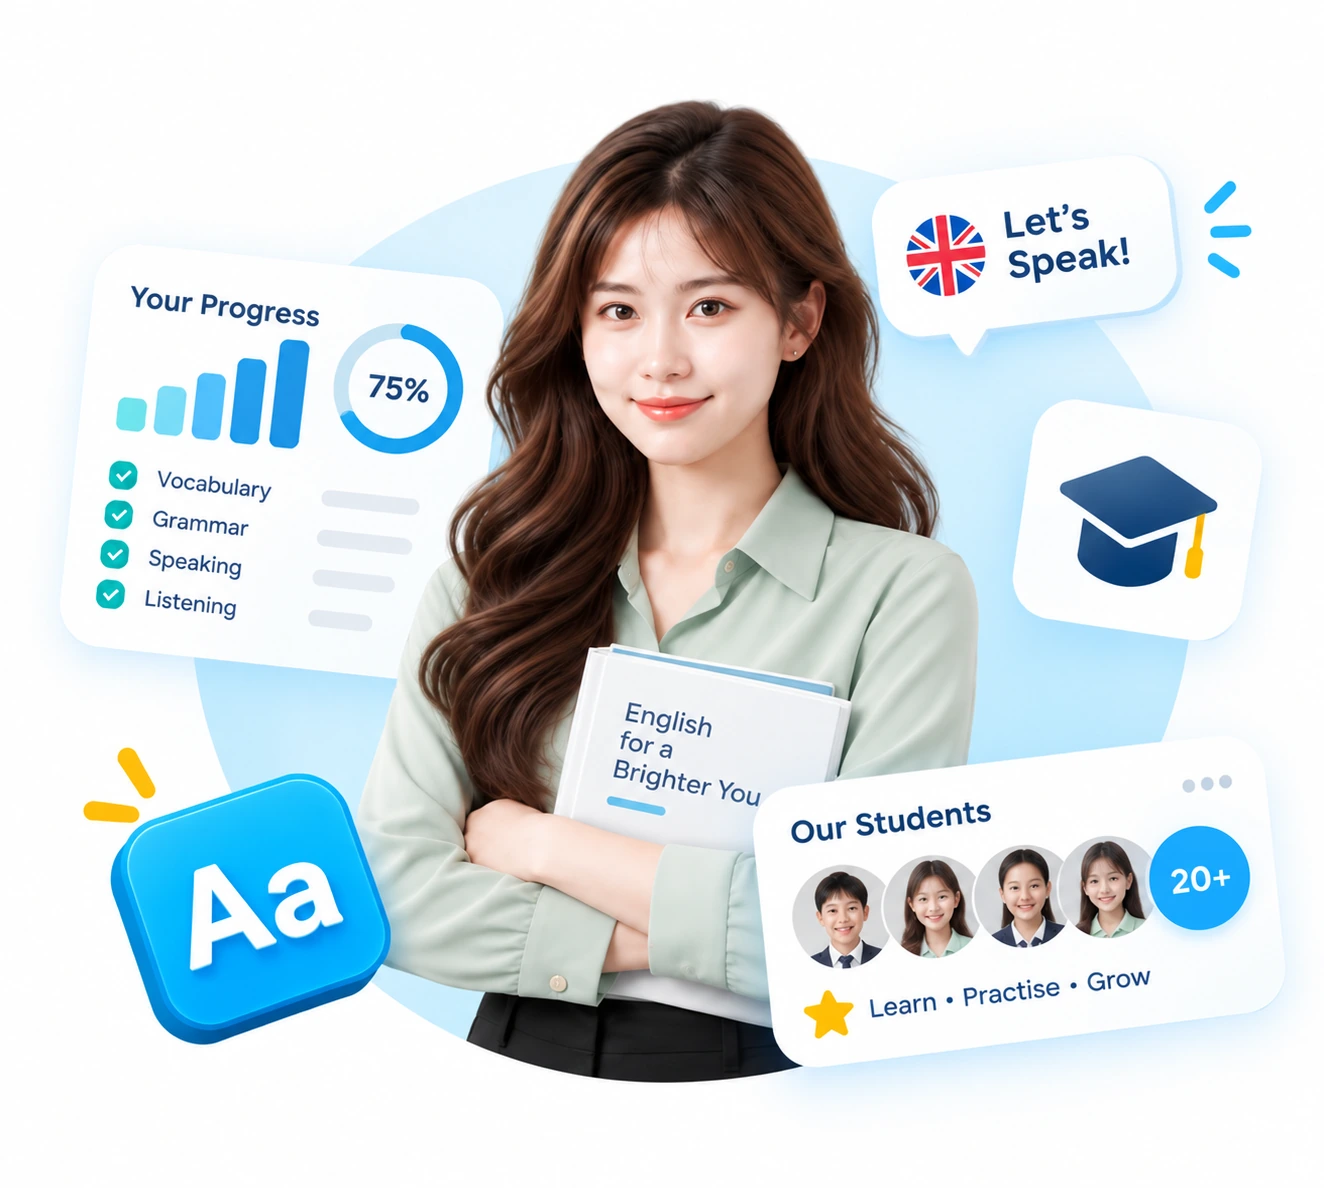 Your Progress
75%
Vocabulary
Grammar
Speaking
Listening
Let’s
Speak!
English
for a
Brighter You
Aa
Our Students
20+
Learn • Practise • Grow